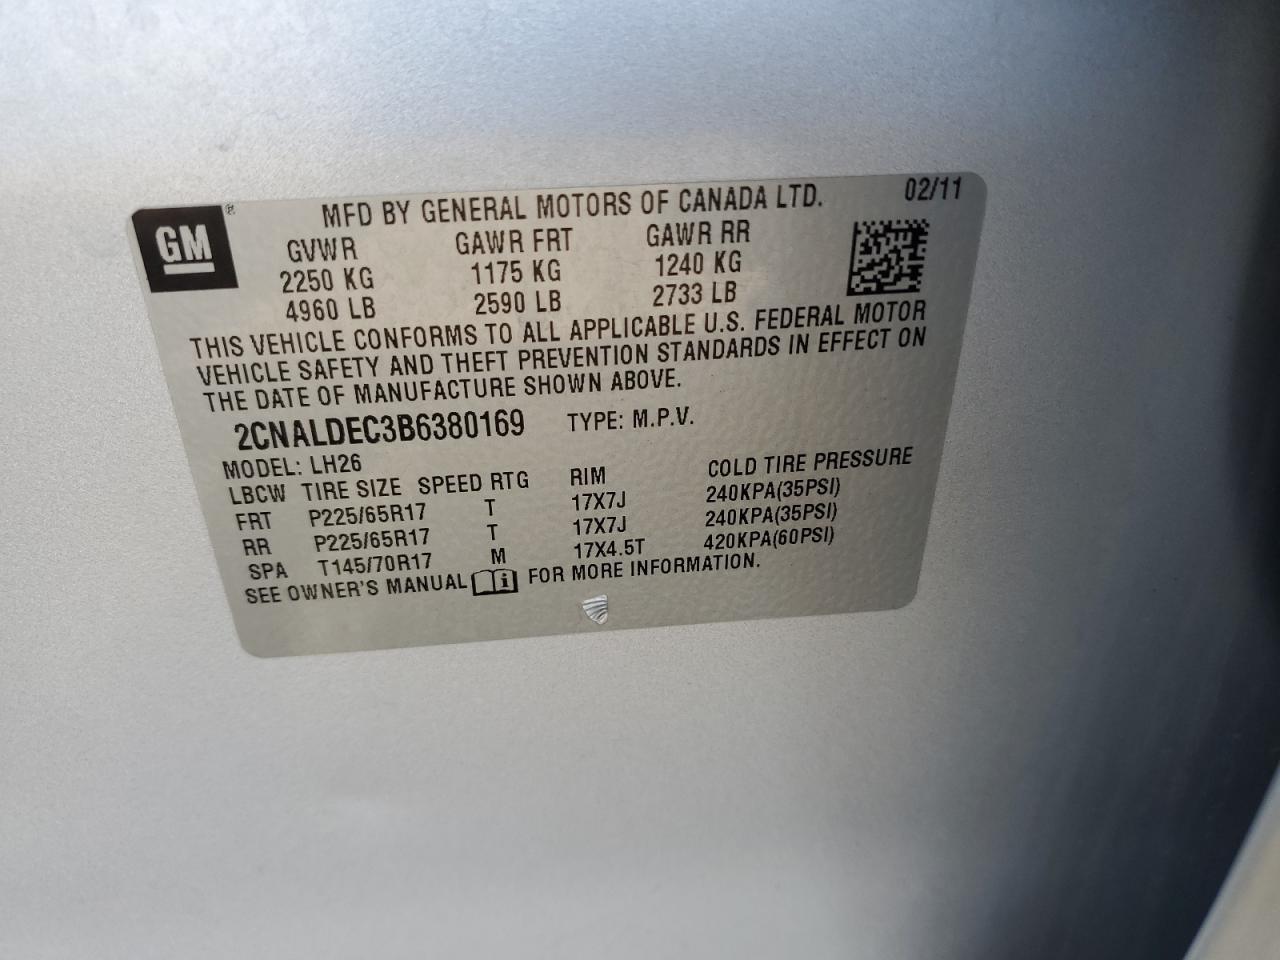 GM® MFD BY GENERAL MOTORS OF CANADA LTD. 02/11
GVWR GAWR FRT GAWR RR
2250 KG 1175 KG 1240 KG
4960 LB 2590 LB 2733 LB
THIS VEHICLE CONFORMS TO ALL APPLICABLE U.S. FEDERAL MOTOR
VEHICLE SAFETY AND THEFT PREVENTION STANDARDS IN EFFECT ON
THE DATE OF MANUFACTURE SHOWN ABOVE.
2CNALDEC3B6380169 TYPE: M.P.V.
MODEL: LH26
LBCW TIRE SIZE SPEED RTG RIM COLD TIRE PRESSURE
FRT P225/65R17 T 17X7J 240KPA(35PSI)
RR P225/65R17 T 17X7J 240KPA(35PSI)
SPA T145/70R17 M 17X4.5T 420KPA(60PSI)
SEE OWNER'S MANUAL i FOR MORE INFORMATION.